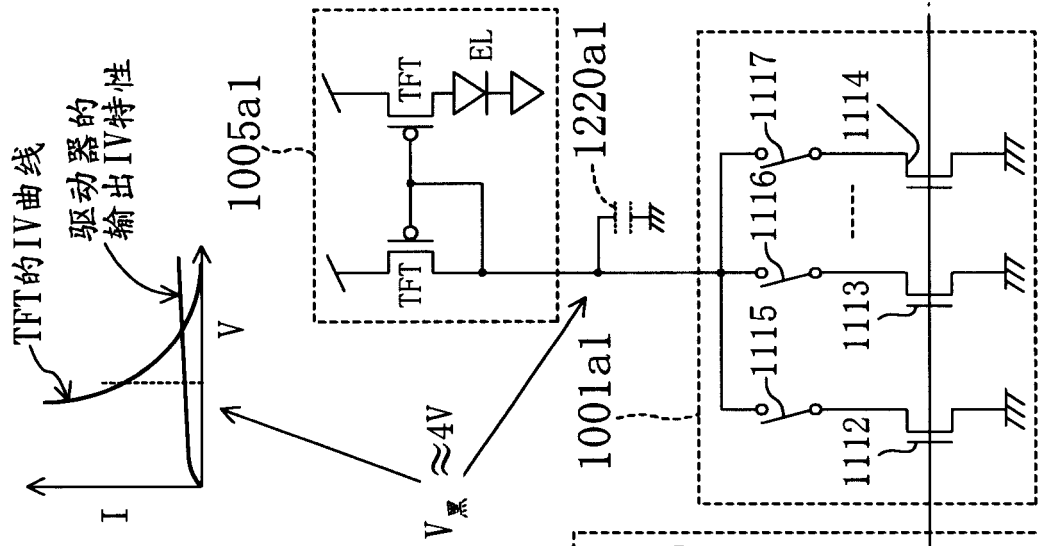 TFT的IV曲线
驱动器的
输出IV特性
I
V
V黑≈4V
1005a1
TFT
TFT
EL
1220a1
1001a1
1115
1116
1117
1112
1113
1114